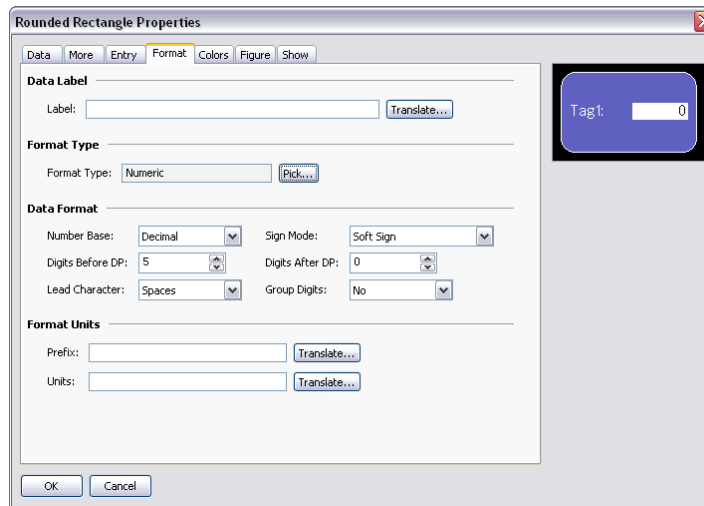 Rounded Rectangle Properties
Data More Entry Format Colors Figure Show
Data Label
Label: Translate...
Format Type
Format Type: Numeric Pick...
Data Format
Number Base: Decimal Sign Mode: Soft Sign
Digits Before DP: 5 Digits After DP: 0
Lead Character: Spaces Group Digits: No
Format Units
Prefix: Translate...
Units: Translate...
OK Cancel
Tag1: 0